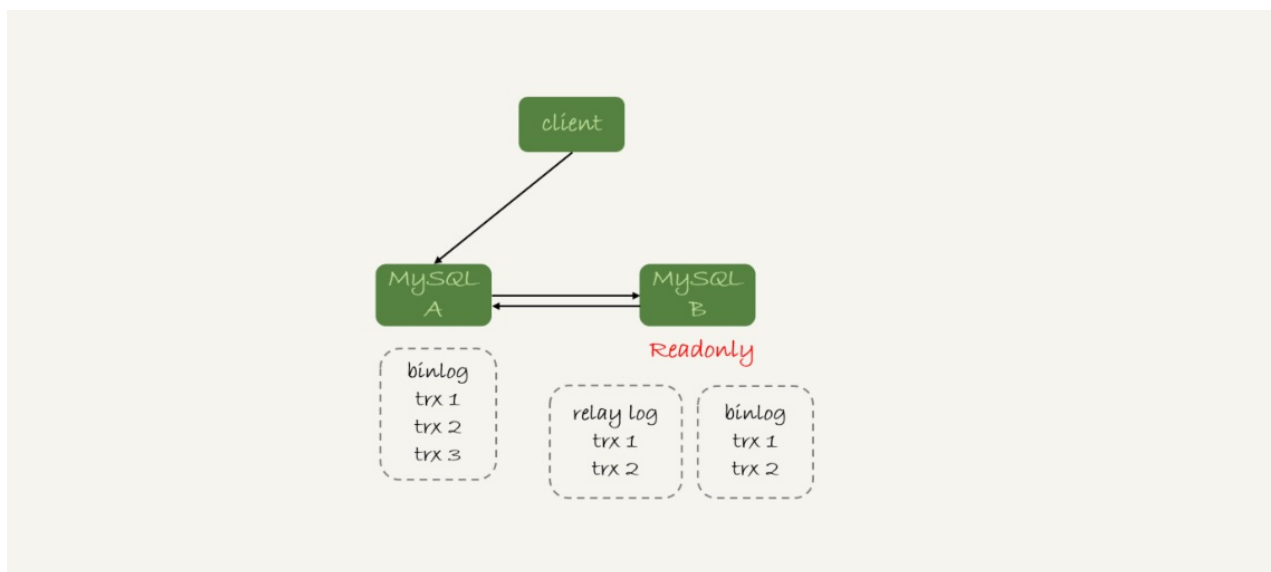 client
MySQL
A
MySQL
B
Readonly
binlog
trx 1
trx 2
trx 3
relay log
trx 1
trx 2
binlog
trx 1
trx 2